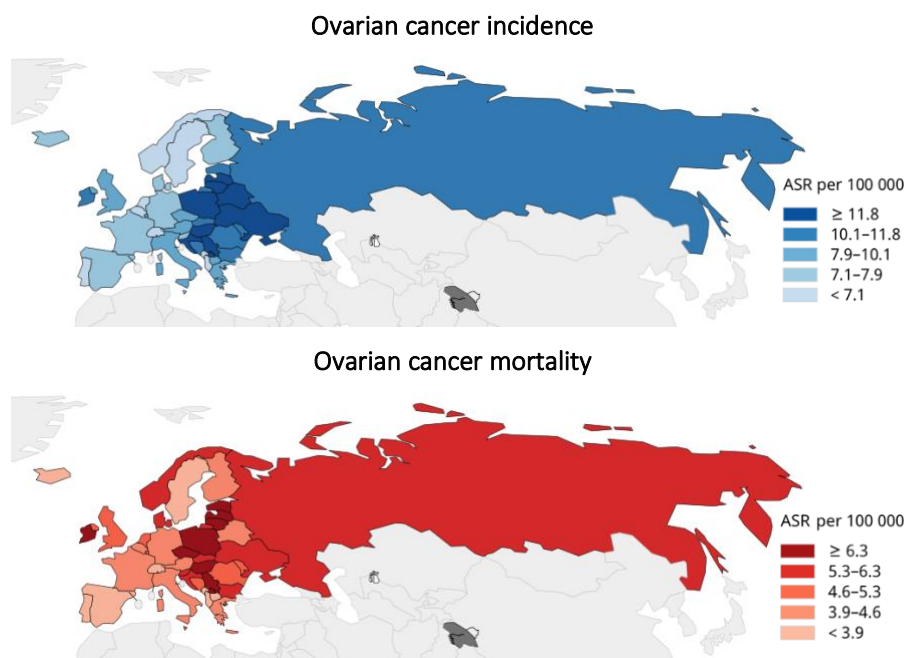 Ovarian cancer incidence
ASR per 100 000
≥ 11.8
10.1–11.8
7.9–10.1
7.1–7.9
< 7.1
Ovarian cancer mortality
ASR per 100 000
≥ 6.3
5.3–6.3
4.6–5.3
3.9–4.6
< 3.9